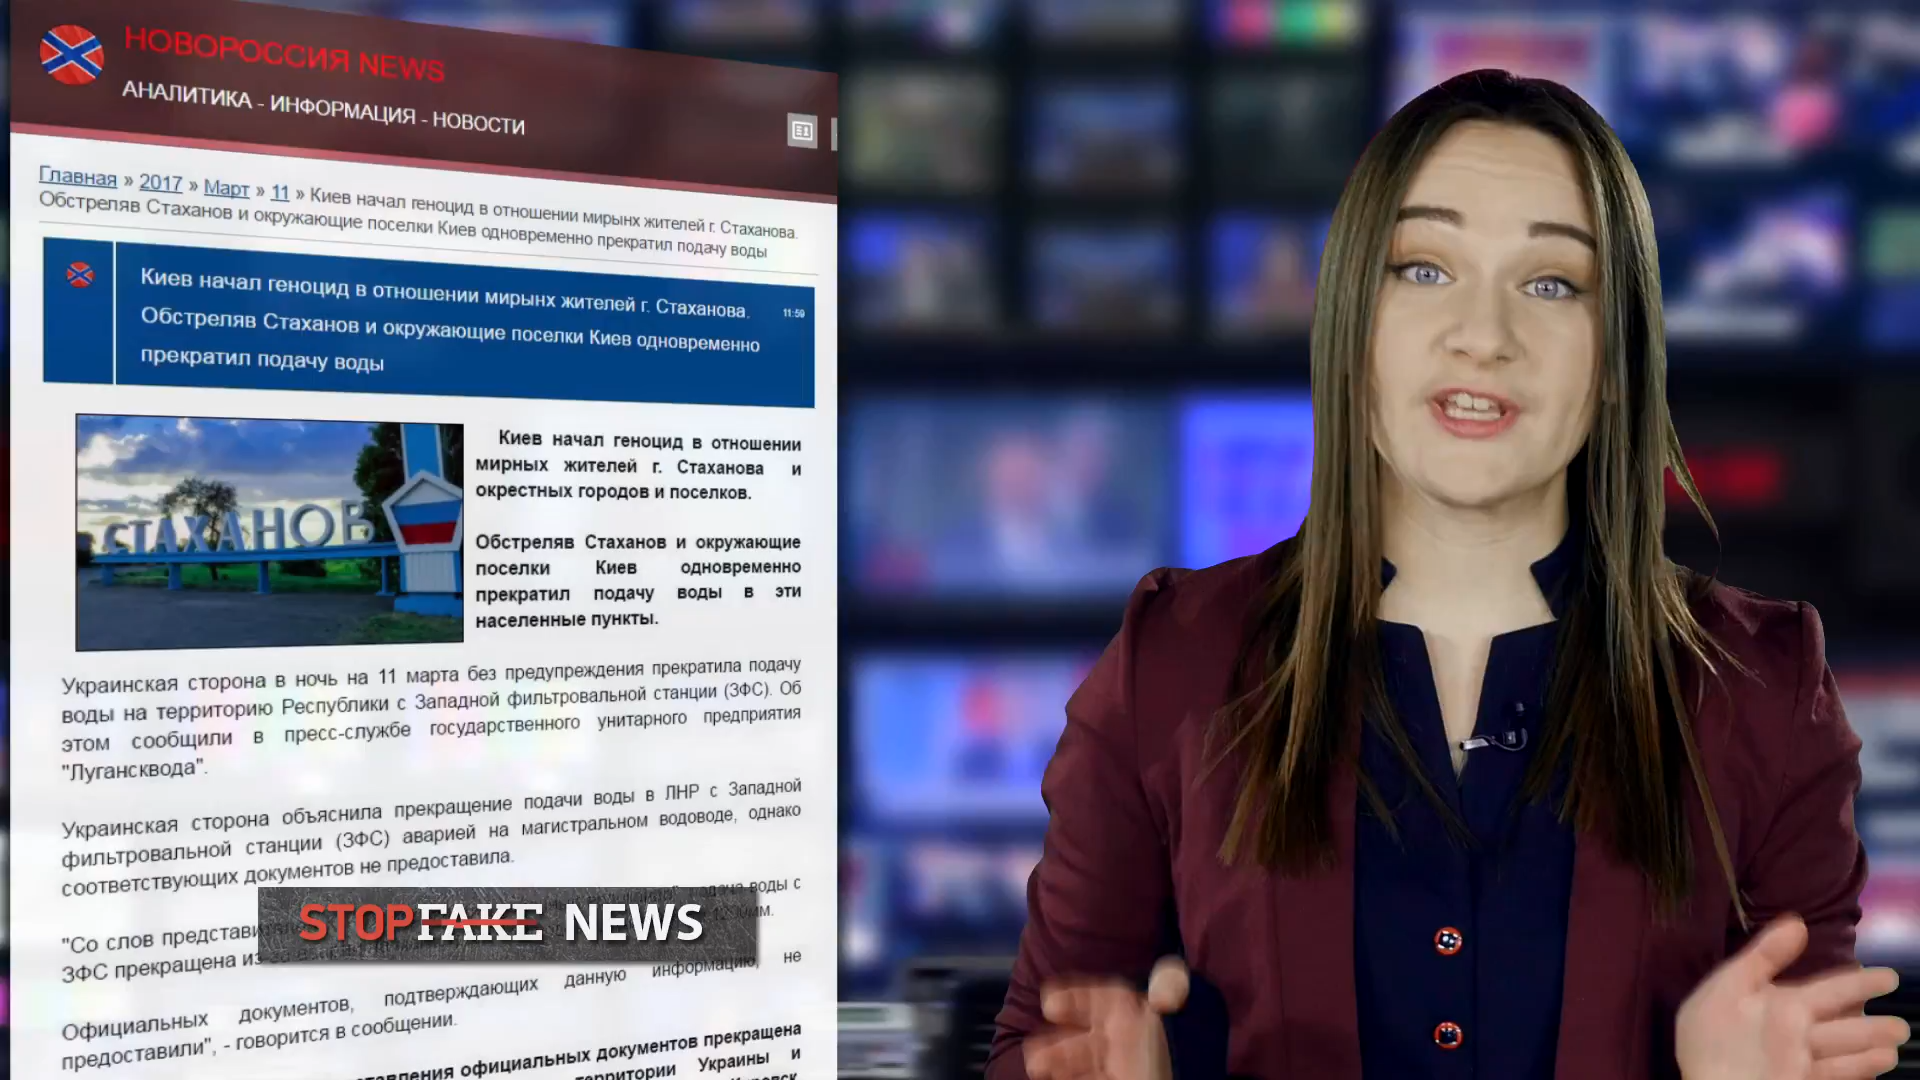 НОВОРОССИЯ NEWS
АНАЛИТИКА - ИНФОРМАЦИЯ - НОВОСТИ
Главная » 2017 » Март » 11 » Киев начал геноцид в отношении мирынх жителей г. Стаханова.
Обстреляв Стаханов и окружающие поселки Киев одновременно прекратил подачу воды
Киев начал геноцид в отношении мирынх жителей г. Стаханова.
11:59
Обстреляв Стаханов и окружающие поселки Киев одновременно
прекратил подачу воды
СТАХАНОВ
Киев начал геноцид в отношении
мирных жителей г. Стаханова и
окрестных городов и поселков.
Обстреляв Стаханов и окружающие
поселки Киев одновременно
прекратил подачу воды в эти
населенные пункты.
Украинская сторона в ночь на 11 марта без предупреждения прекратила подачу
воды на территорию Республики с Западной фильтровальной станции (ЗФС). Об
этом сообщили в пресс-службе государственного унитарного предприятия
"Луганскводa".
Украинская сторона объяснила прекращение подачи воды в ЛНР с Западной
фильтровальной станции (ЗФС) аварией на магистральном водоводе, однако
соответствующих документов не предоставила.
"Со слов воды с
ЗФС прекращена из-за
STOPFAKE NEWS
Официальных документов, подтверждающих данную информацию, не
предоставили", - говорится в сообщении.
официальных документов прекращена
территории Украины и